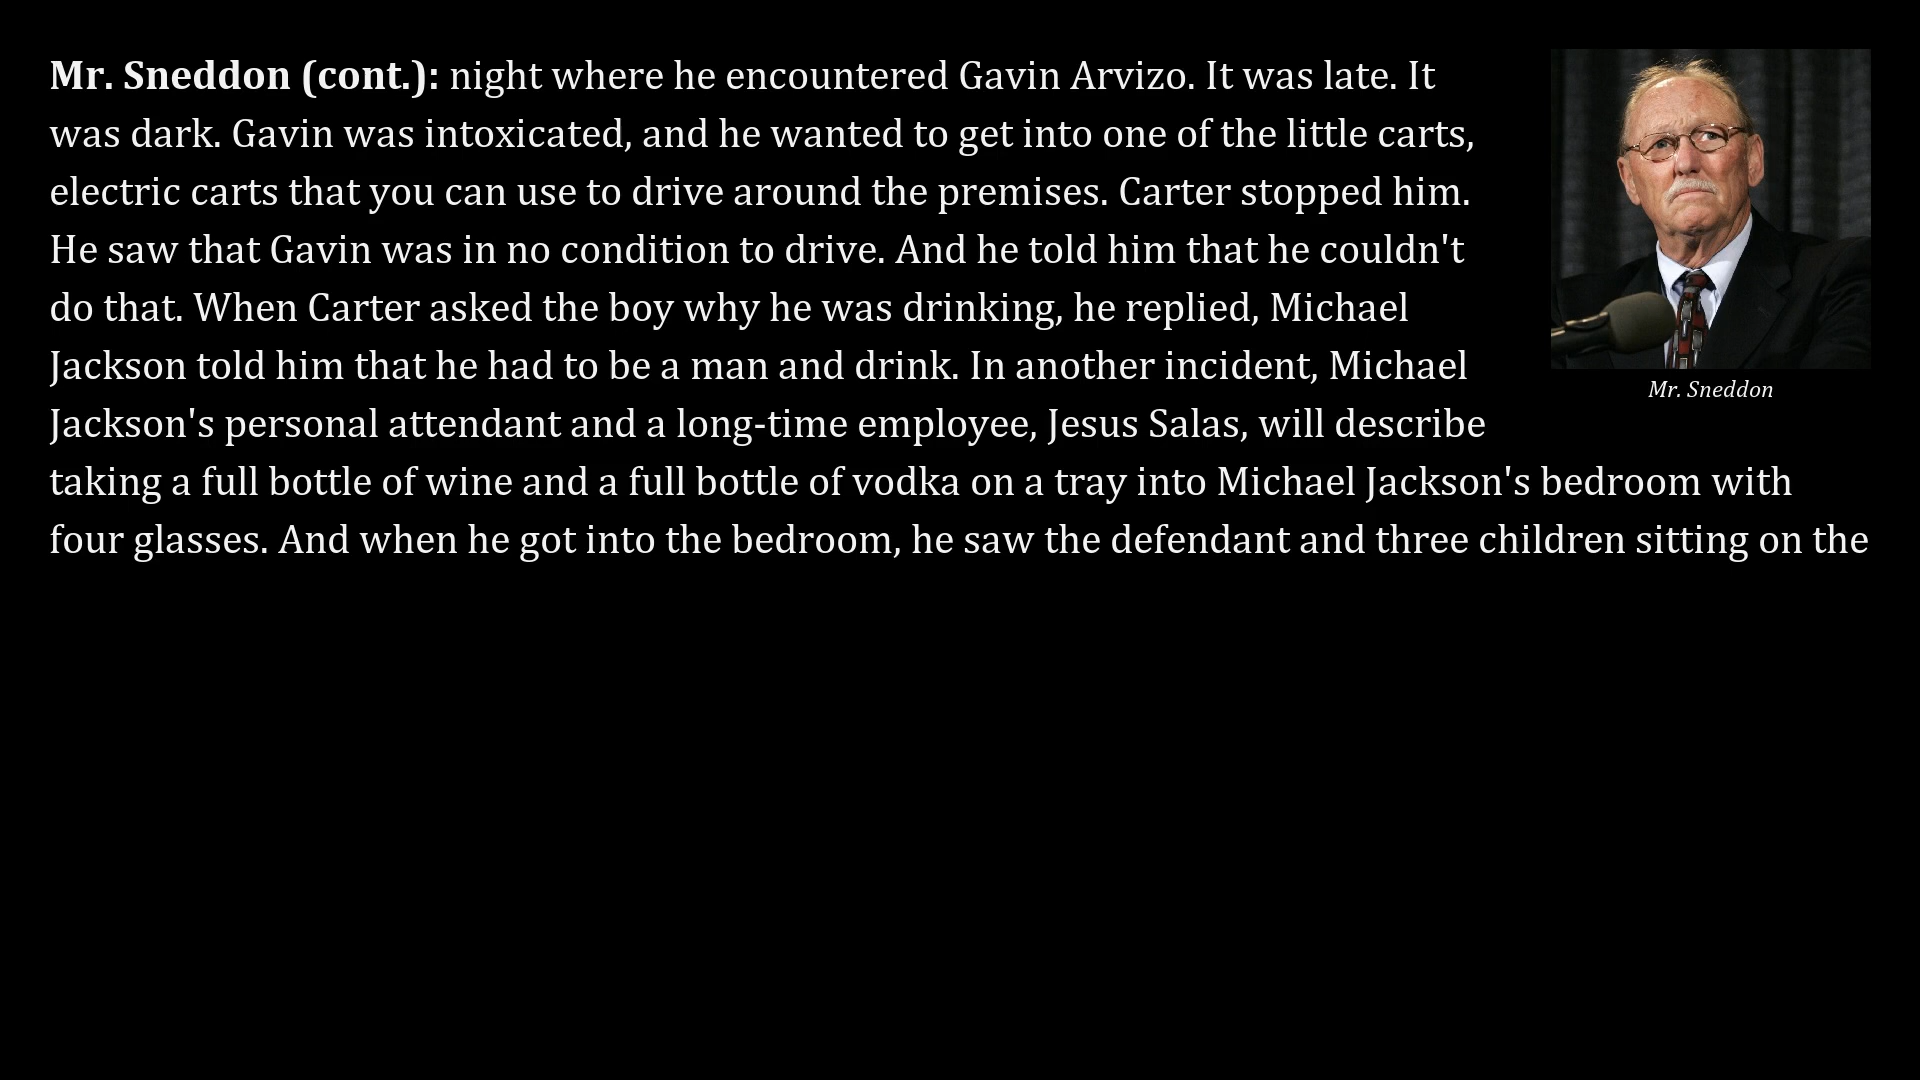 Mr. Sneddon (cont.): night where he encountered Gavin Arvizo. It was late. It
was dark. Gavin was intoxicated, and he wanted to get into one of the little carts,
electric carts that you can use to drive around the premises. Carter stopped him.
He saw that Gavin was in no condition to drive. And he told him that he couldn't
do that. When Carter asked the boy why he was drinking, he replied, Michael
Jackson told him that he had to be a man and drink. In another incident, Michael
Jackson's personal attendant and a long-time employee, Jesus Salas, will describe
taking a full bottle of wine and a full bottle of vodka on a tray into Michael Jackson's bedroom with
four glasses. And when he got into the bedroom, he saw the defendant and three children sitting on the
Mr. Sneddon